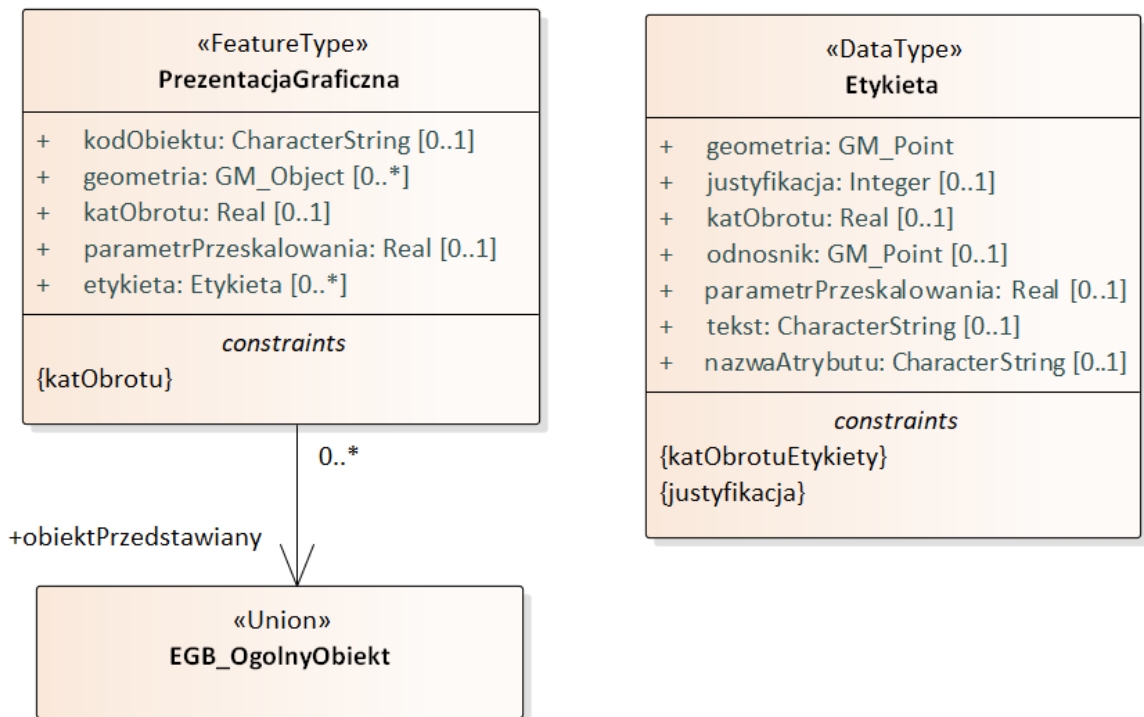 «FeatureType»
PrezentacjaGraficzna
+ kodObiektu: CharacterString [0..1]
+ geometria: GM_Object [0..*]
+ katObrotu: Real [0..1]
+ parametrPrzeskalowania: Real [0..1]
+ etykieta: Etykieta [0..*]
constraints
{katObrotu}
0..*
+obiektPrzedstawiany
«Union»
EGB_OgolnyObiekt
«DataType»
Etykieta
+ geometria: GM_Point
+ justyfikacja: Integer [0..1]
+ katObrotu: Real [0..1]
+ odnosnik: GM_Point [0..1]
+ parametrPrzeskalowania: Real [0..1]
+ tekst: CharacterString [0..1]
+ nazwaAtrybutu: CharacterString [0..1]
constraints
{katObrotuEtykiety}
{justyfikacja}